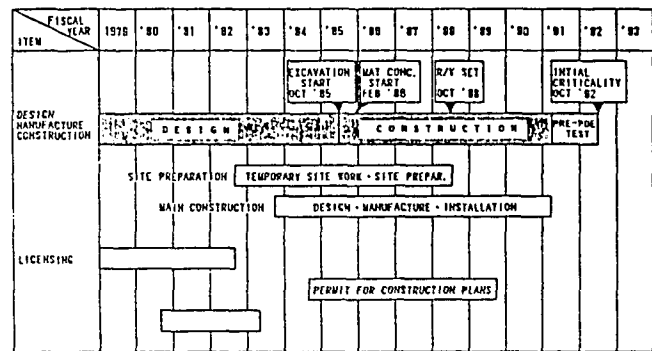 FISCAL
YEAR
ITEM
1979 '80 '81 '82 '83 '84 '85 '86 '87 '88 '89 '90 '91 '92 '93
EXCAVATION
START
OCT '85
MAT CONC.
START
FEB '86
R/V SET
OCT '88
INTIAL
CRITICALITY
OCT '92
DESIGN
MANUFACTURE
CONSTRUCTION
DESIGN
CONSTRUCTION
PRE-POE
TEST
SITE PREPARATION
TEMPORARY SITE WORK · SITE PREPAR.
MAIN CONSTRUCTION
DESIGN · MANUFACTURE · INSTALLATION
LICENSING
PERMIT FOR CONSTRUCTION PLANS